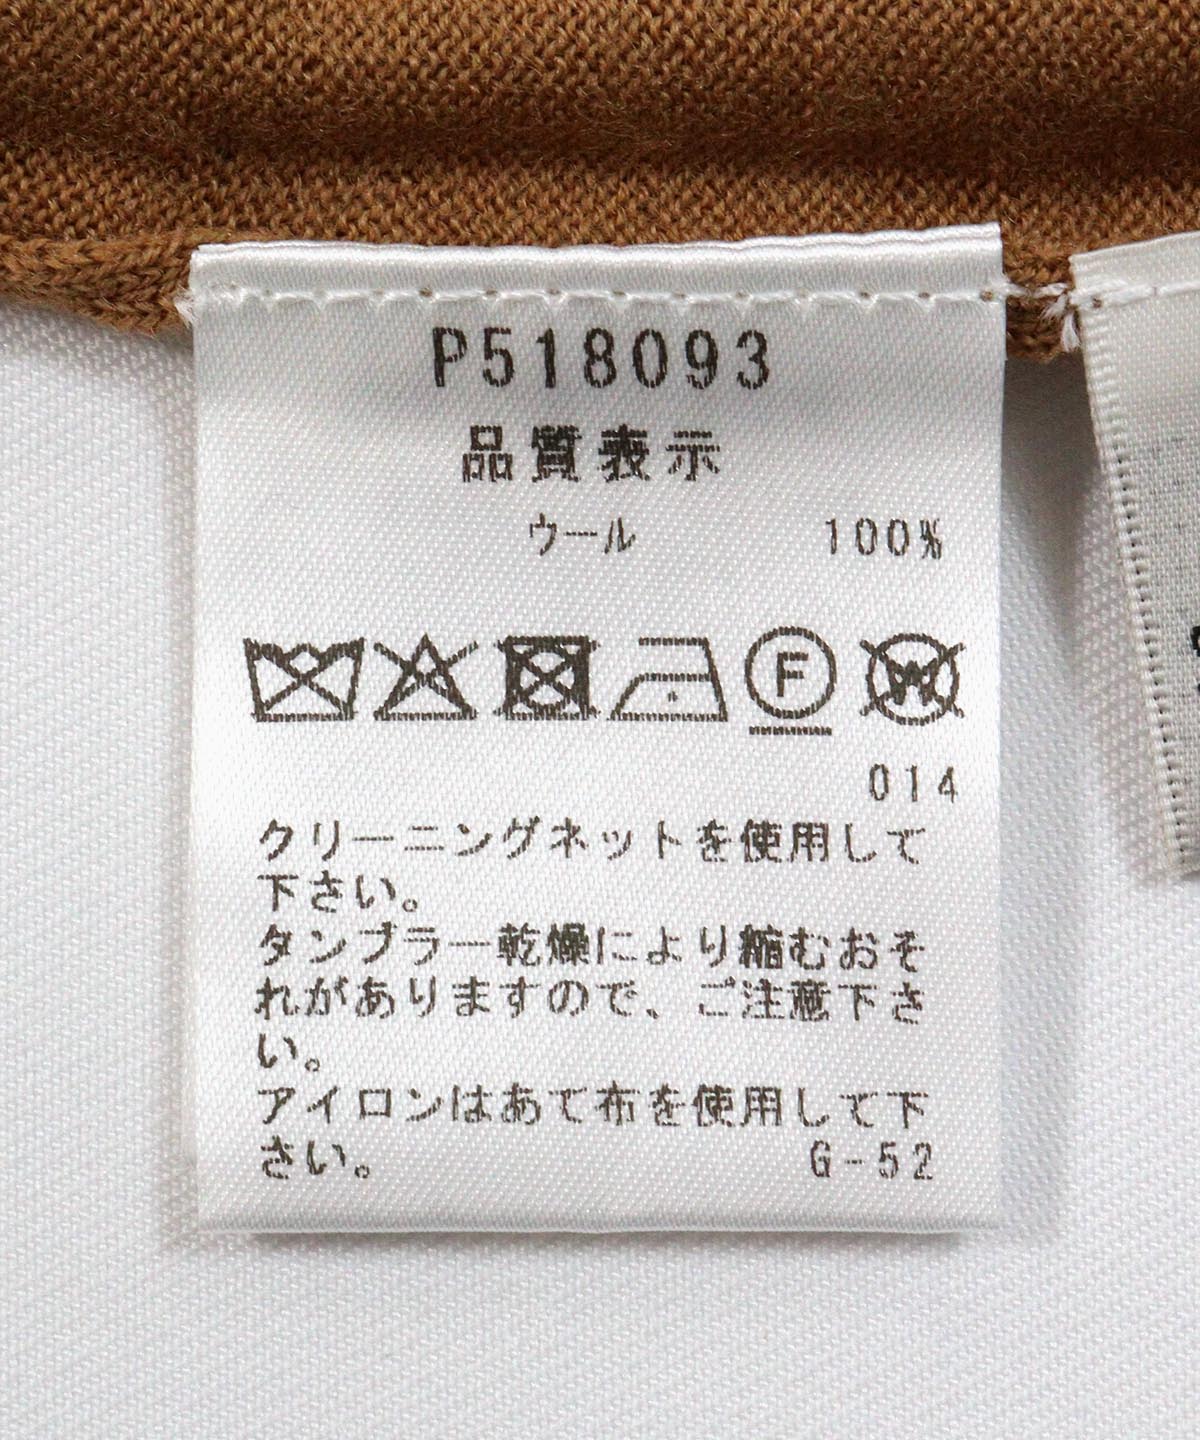 P518093
品質表示
ウール 100%
F W
014
クリーニングネットを使用して
下さい。
タンブラー乾燥により縮むおそ
れがありますので、ご注意下さ
い。
アイロンはあて布を使用して下
さい。 G-52